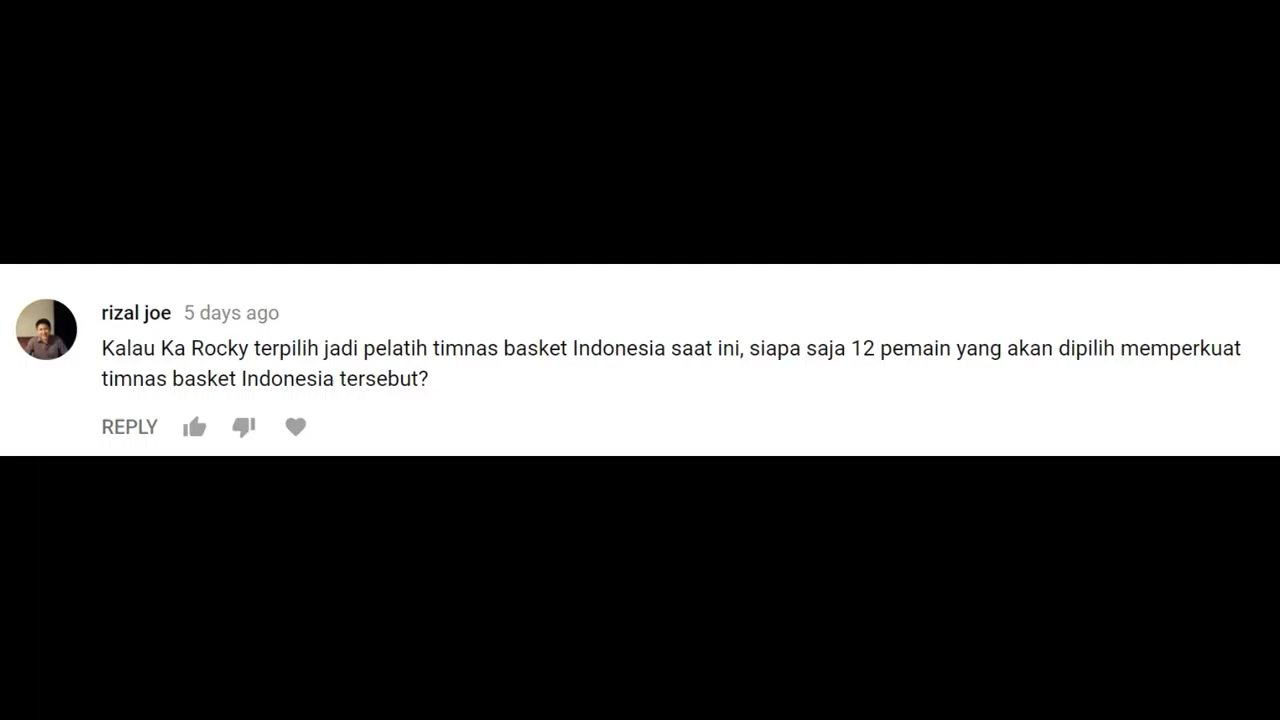 rizal joe 5 days ago
Kalau Ka Rocky terpilih jadi pelatih timnas basket Indonesia saat ini, siapa saja 12 pemain yang akan dipilih memperkuat
timnas basket Indonesia tersebut?
REPLY